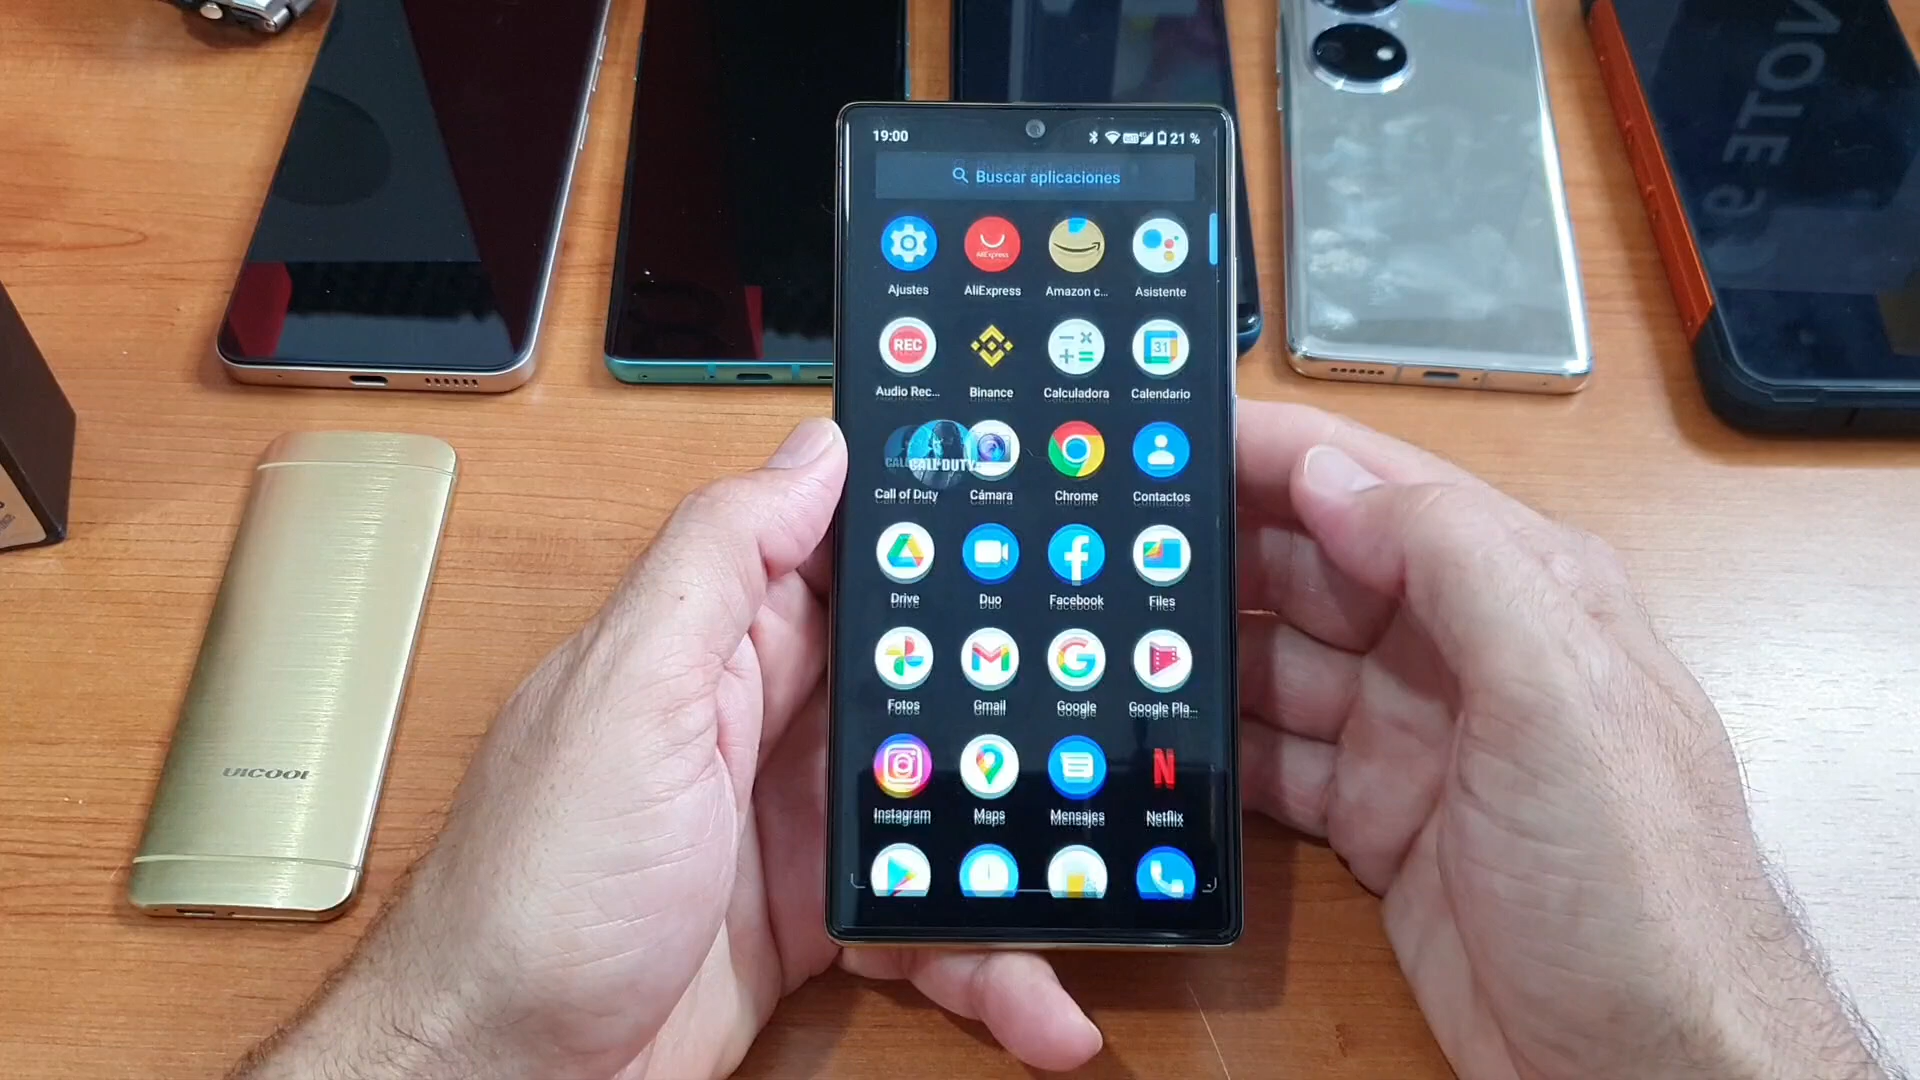 19:00
21 %
Buscar aplicaciones
AliExpress
Ajustes
AliExpress
Amazon c...
Asistente
REC
31
Audio Rec...
Binance
Calculadora
Calendario
CALL DUTY
Call of Duty
Cámara
Chrome
Contactos
Drive
Duo
Facebook
Files
Fotos
Gmail
Google
Google Pla...
Instagram
Maps
Mensajes
Netflix
UICOOL